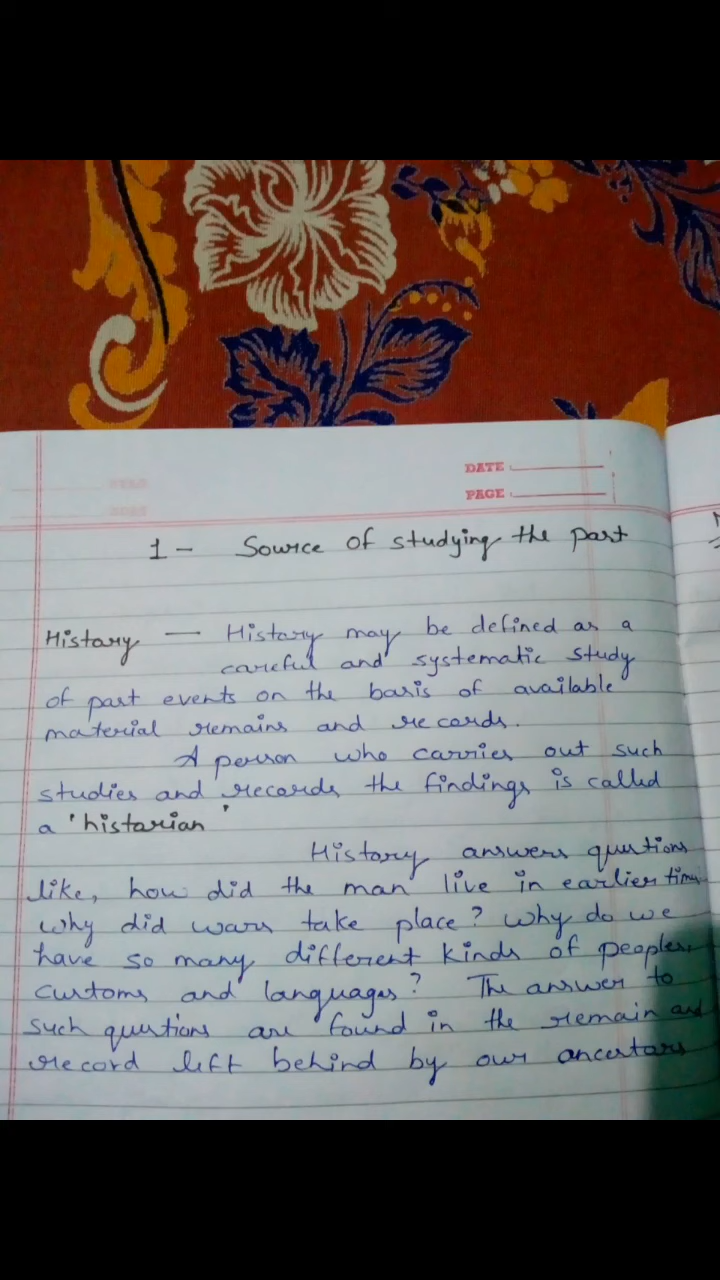 DATE
PAGE
1 - Source of studying the past
History — History may be defined as a
careful and systematic study
of past events on the basis of available
material remains and records.
A person who carries out such
studies and records the findings is called
a 'historian'
History answers questions
like, how did the man live in earlier time
why did wars take place? Why do we
have so many different kinds of peoples,
customs and languages? The answer to
such questions are found in the remain and
record left behind by our ancestors